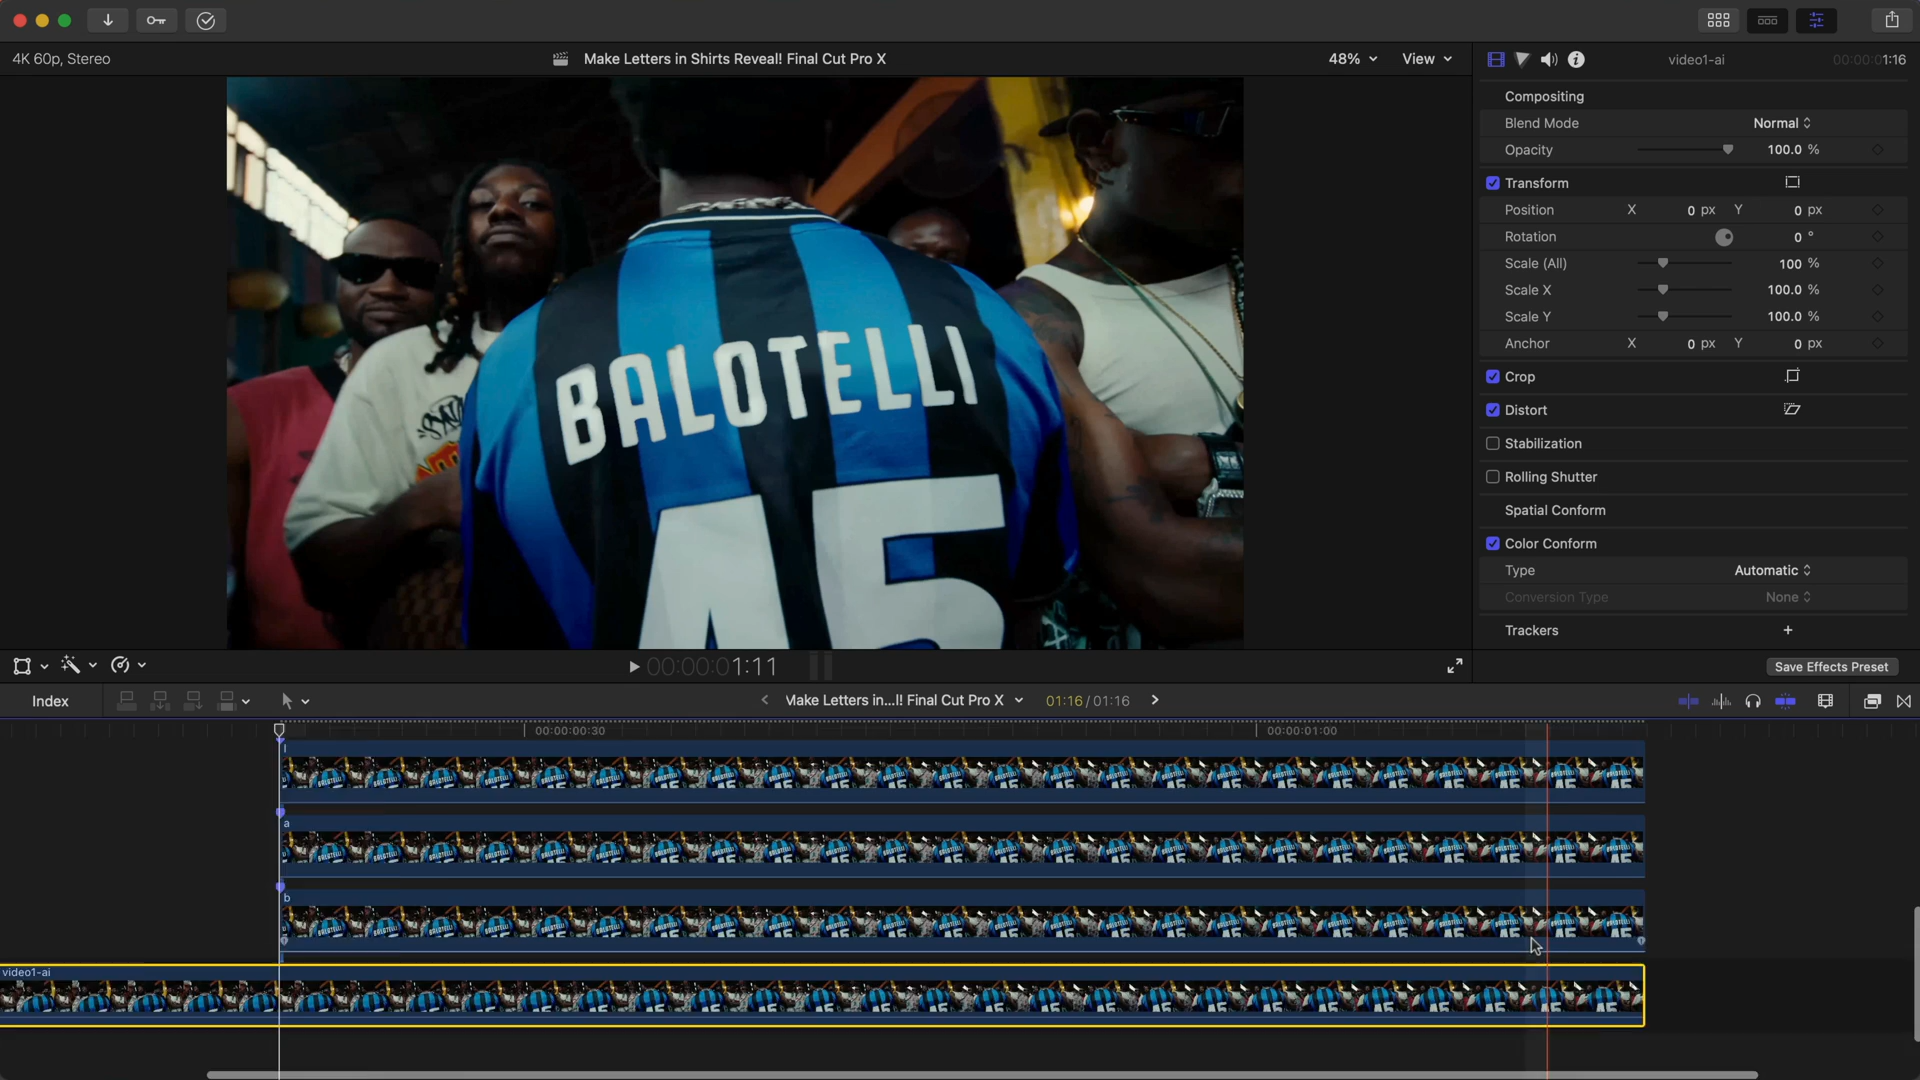 4K 60p, Stereo
Make Letters in Shirts Reveal! Final Cut Pro X
48%
View
video1-ai
00:00:01:16
BALOTELLI
45
Compositing
Blend Mode
Normal
Opacity
100.0 %
Transform
Position
X
0 px
Y
0 px
Rotation
0 °
Scale (All)
100 %
Scale X
100.0 %
Scale Y
100.0 %
Anchor
X
0 px
Y
0 px
Crop
Distort
Stabilization
Rolling Shutter
Spatial Conform
Color Conform
Type
Automatic
Conversion Type
None
Trackers
+
00:00:01:11
Save Effects Preset
Index
Make Letters in...l! Final Cut Pro X
01:16 / 01:16
00:00:00:30
00:00:01:00
l
a
b
video1-ai